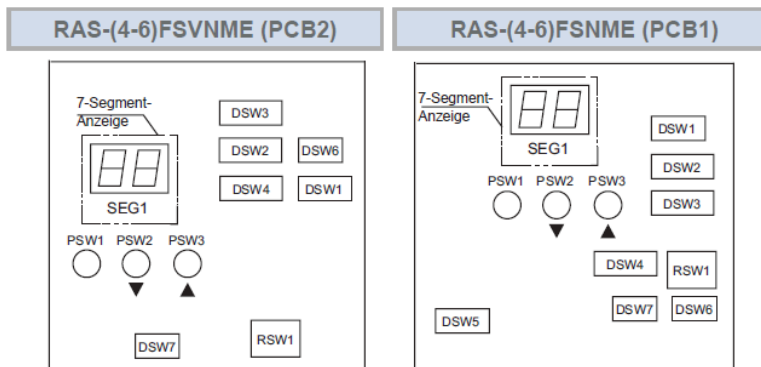 RAS-(4-6)FSVNME (PCB2)
7-Segment-
Anzeige
SEG1
DSW3
DSW2 DSW6
DSW4 DSW1
PSW1 PSW2 PSW3
▼ ▲
DSW7
RSW1
RAS-(4-6)FSNME (PCB1)
7-Segment-
Anzeige
SEG1
DSW1
DSW2
DSW3
PSW1 PSW2 PSW3
▼ ▲
DSW4 RSW1
DSW7 DSW6
DSW5